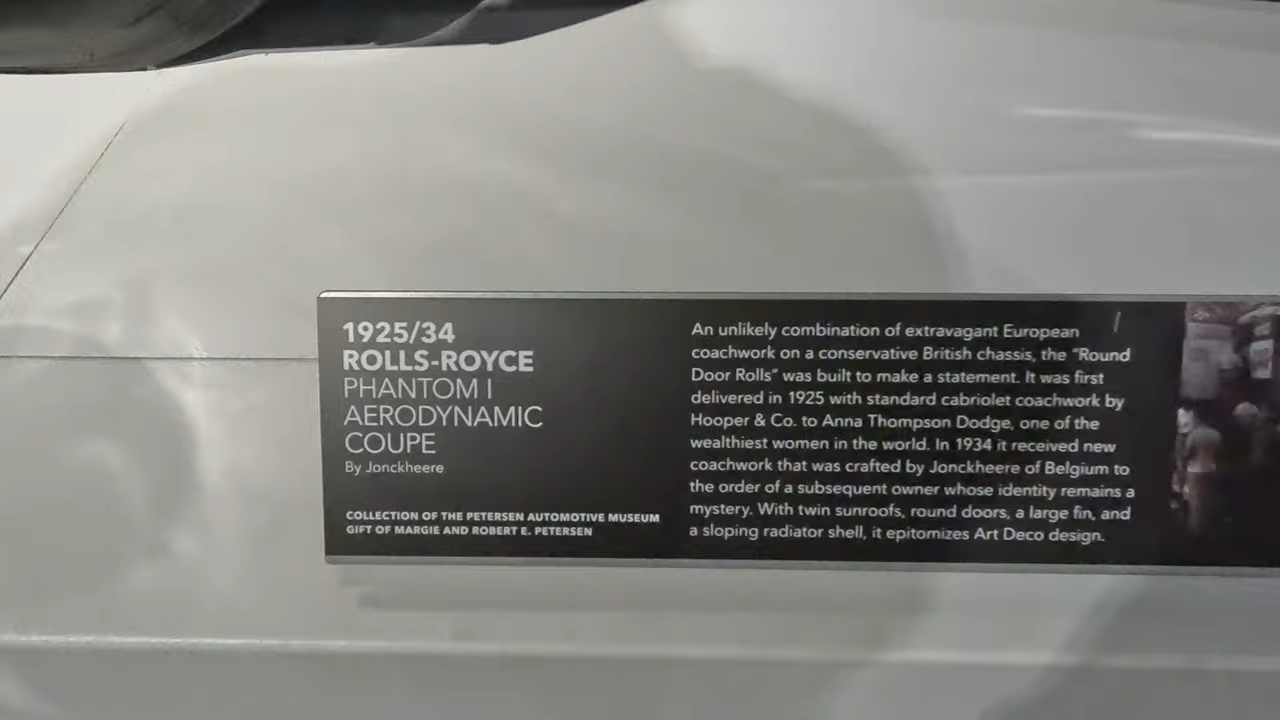 1925/34
ROLLS-ROYCE
PHANTOM I
AERODYNAMIC
COUPE
By Jonckheere
COLLECTION OF THE PETERSEN AUTOMOTIVE MUSEUM
GIFT OF MARGIE AND ROBERT E. PETERSEN
An unlikely combination of extravagant European
coachwork on a conservative British chassis, the "Round
Door Rolls" was built to make a statement. It was first
delivered in 1925 with standard cabriolet coachwork by
Hooper & Co. to Anna Thompson Dodge, one of the
wealthiest women in the world. In 1934 it received new
coachwork that was crafted by Jonckheere of Belgium to
the order of a subsequent owner whose identity remains a
mystery. With twin sunroofs, round doors, a large fin, and
a sloping radiator shell, it epitomizes Art Deco design.